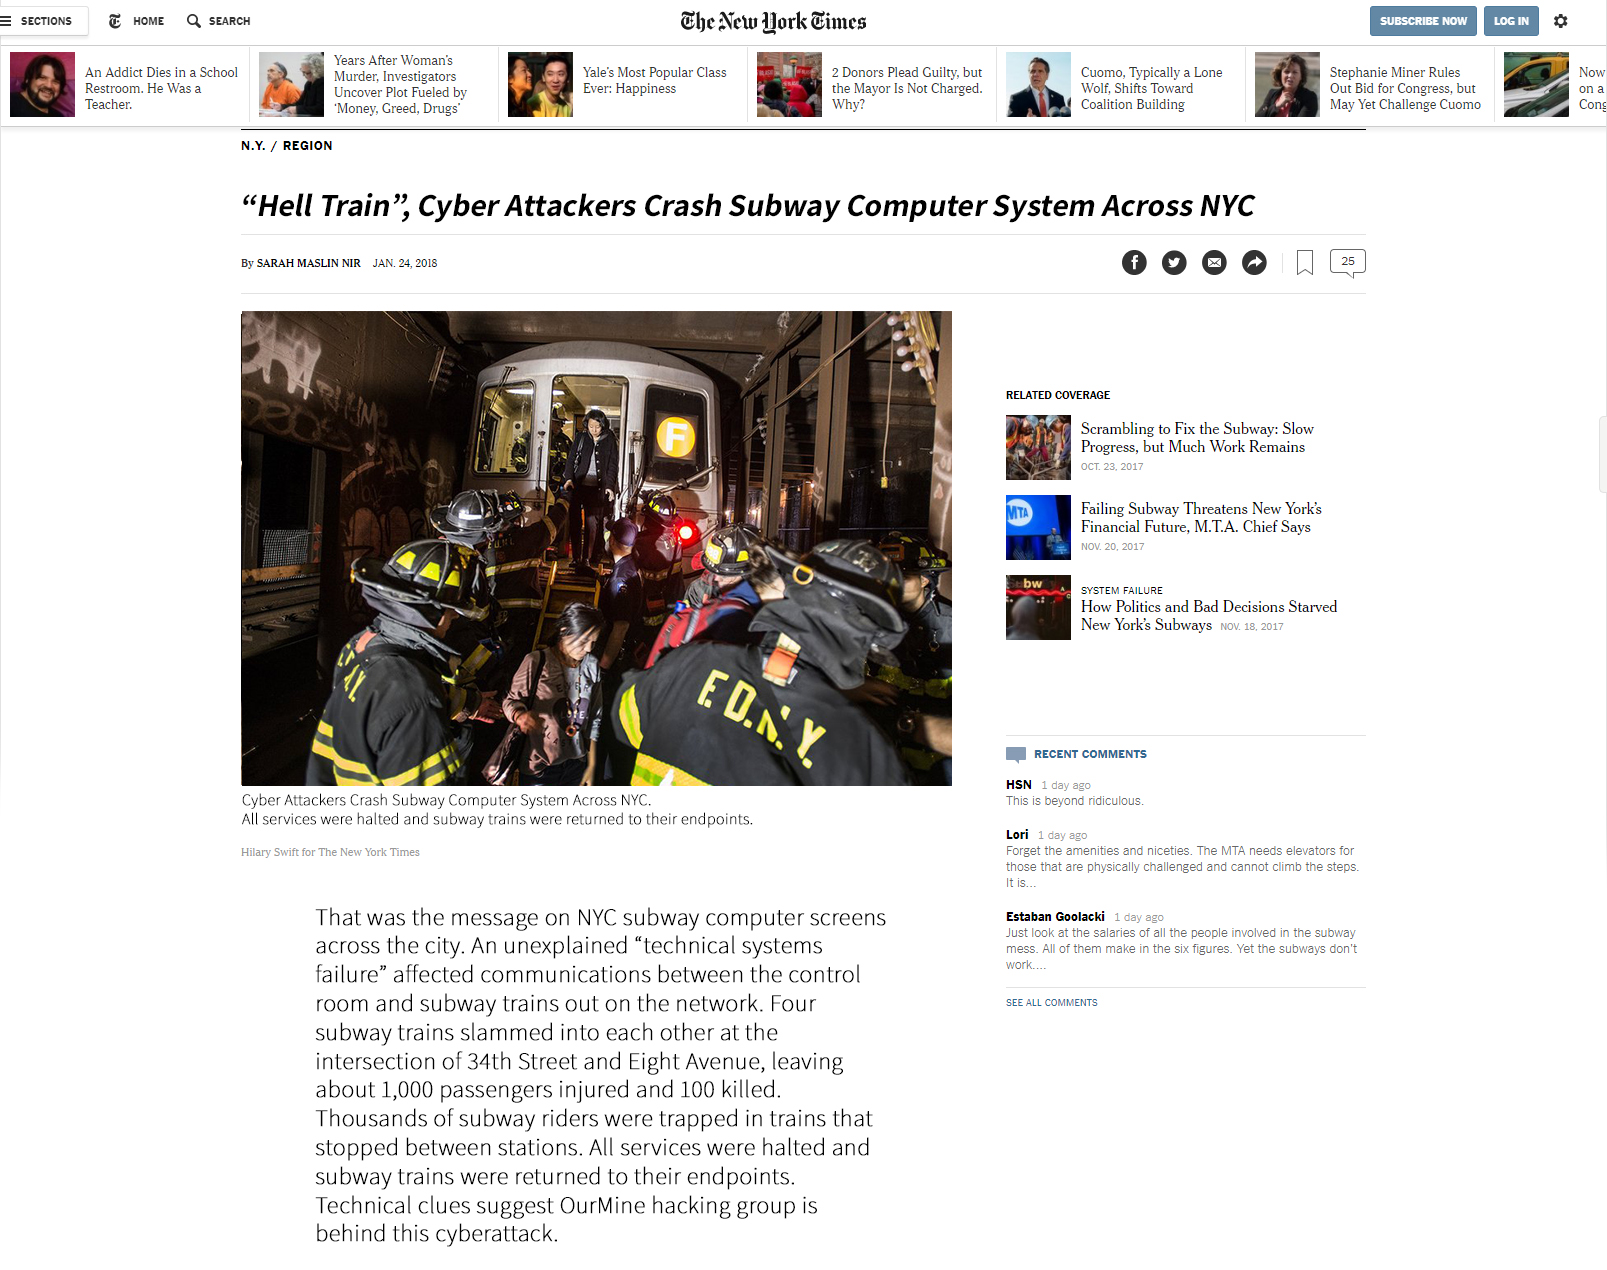 SECTIONS
HOME
SEARCH
The New York Times
SUBSCRIBE NOW
LOG IN
An Addict Dies in a School
Restroom. He Was a
Teacher.
Years After Woman's
Murder, Investigators
Uncover Plot Fueled by
'Money, Greed, Drugs'
Yale's Most Popular Class
Ever: Happiness
2 Donors Plead Guilty, but
the Mayor Is Not Charged.
Why?
Cuomo, Typically a Lone
Wolf, Shifts Toward
Coalition Building
Stephanie Miner Rules
Out Bid for Congress, but
May Yet Challenge Cuomo
Now
on a
Cong
N.Y. / REGION
“Hell Train”, Cyber Attackers Crash Subway Computer System Across NYC
By SARAH MASLIN NIR JAN. 24, 2018
25
F
F.D.N.Y.
Cyber Attackers Crash Subway Computer System Across NYC.
All services were halted and subway trains were returned to their endpoints.
Hilary Swift for The New York Times
That was the message on NYC subway computer screens
across the city. An unexplained “technical systems
failure” affected communications between the control
room and subway trains out on the network. Four
subway trains slammed into each other at the
intersection of 34th Street and Eight Avenue, leaving
about 1,000 passengers injured and 100 killed.
Thousands of subway riders were trapped in trains that
stopped between stations. All services were halted and
subway trains were returned to their endpoints.
Technical clues suggest OurMine hacking group is
behind this cyberattack.
RELATED COVERAGE
Scrambling to Fix the Subway: Slow
Progress, but Much Work Remains
OCT. 23, 2017
MTA
Failing Subway Threatens New York's
Financial Future, M.T.A. Chief Says
NOV. 20, 2017
bw
SYSTEM FAILURE
How Politics and Bad Decisions Starved
New York's Subways NOV. 18, 2017
RECENT COMMENTS
HSN 1 day ago
This is beyond ridiculous.
Lori 1 day ago
Forget the amenities and niceties. The MTA needs elevators for
those that are physically challenged and cannot climb the steps.
It is...
Estaban Goolacki 1 day ago
Just look at the salaries of all the people involved in the subway
mess. All of them make in the six figures. Yet the subways don't
work....
SEE ALL COMMENTS